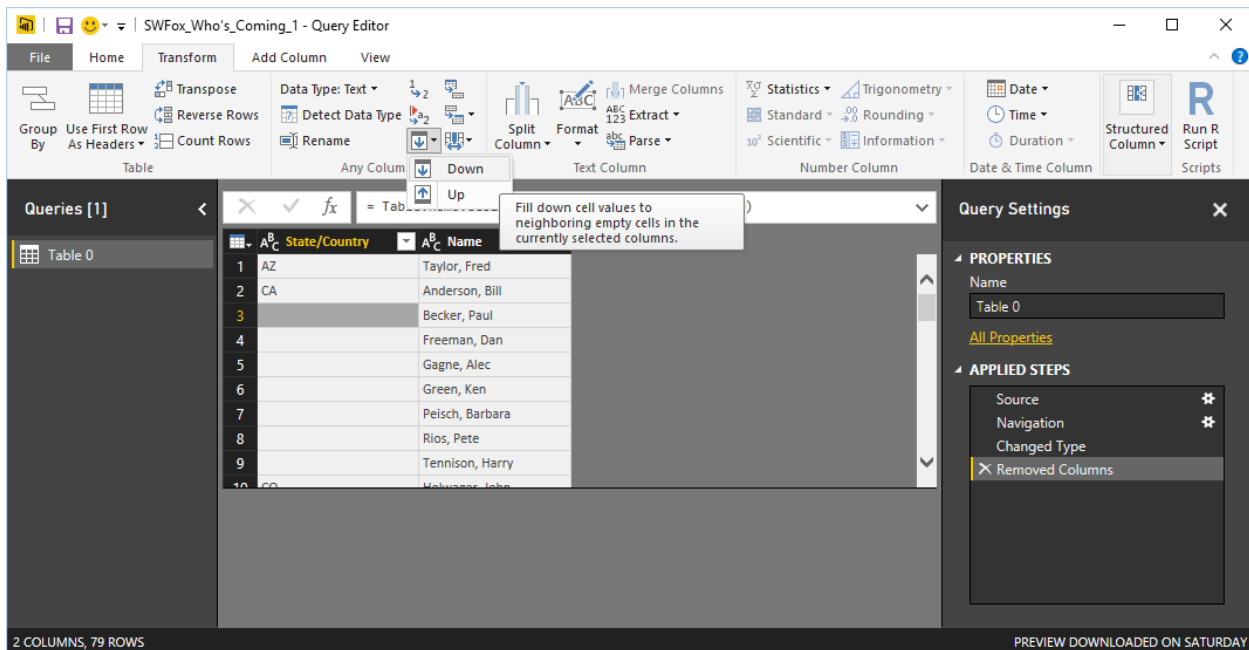 SWFox_Who's_Coming_1 - Query Editor
File Home Transform Add Column View
Group By
Use First Row As Headers
Transpose
Reverse Rows
Count Rows
Table
Data Type: Text
Detect Data Type
Rename
Any Colum
Split Column
Format
Merge Columns
Extract
Parse
Text Column
Statistics
Standard
Scientific
Trigonometry
Rounding
Information
Number Column
Date
Time
Duration
Date & Time Column
Structured Column
Run R Script
Scripts
Down
Up
Fill down cell values to
neighboring empty cells in the
currently selected columns.
Queries [1]
Table 0
fx = Tab )
State/Country Name
1 AZ Taylor, Fred
2 CA Anderson, Bill
3 Becker, Paul
4 Freeman, Dan
5 Gagne, Alec
6 Green, Ken
7 Peisch, Barbara
8 Rios, Pete
9 Tennison, Harry
10 CO
Query Settings
PROPERTIES
Name
Table 0
All Properties
APPLIED STEPS
Source
Navigation
Changed Type
Removed Columns
2 COLUMNS, 79 ROWS
PREVIEW DOWNLOADED ON SATURDAY